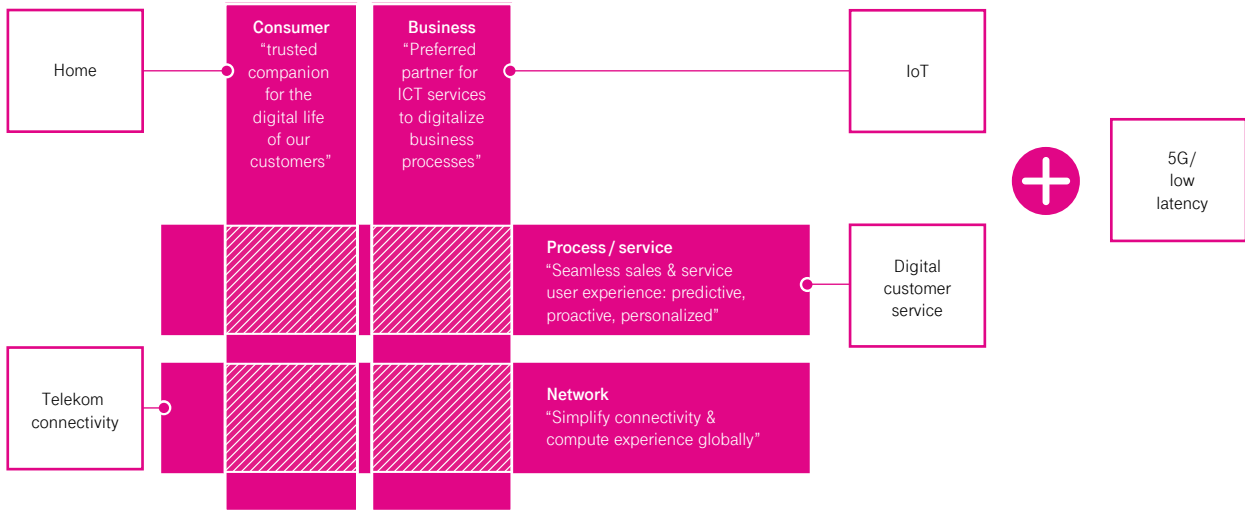 Home
Consumer
“trusted
companion
for the
digital life
of our
customers”
Business
“Preferred
partner for
ICT services
to digitalize
business
processes”
IoT
5G/
low
latency
Process / service
“Seamless sales & service
user experience: predictive,
proactive, personalized”
Digital
customer
service
Telekom
connectivity
Network
“Simplify connectivity &
compute experience globally”